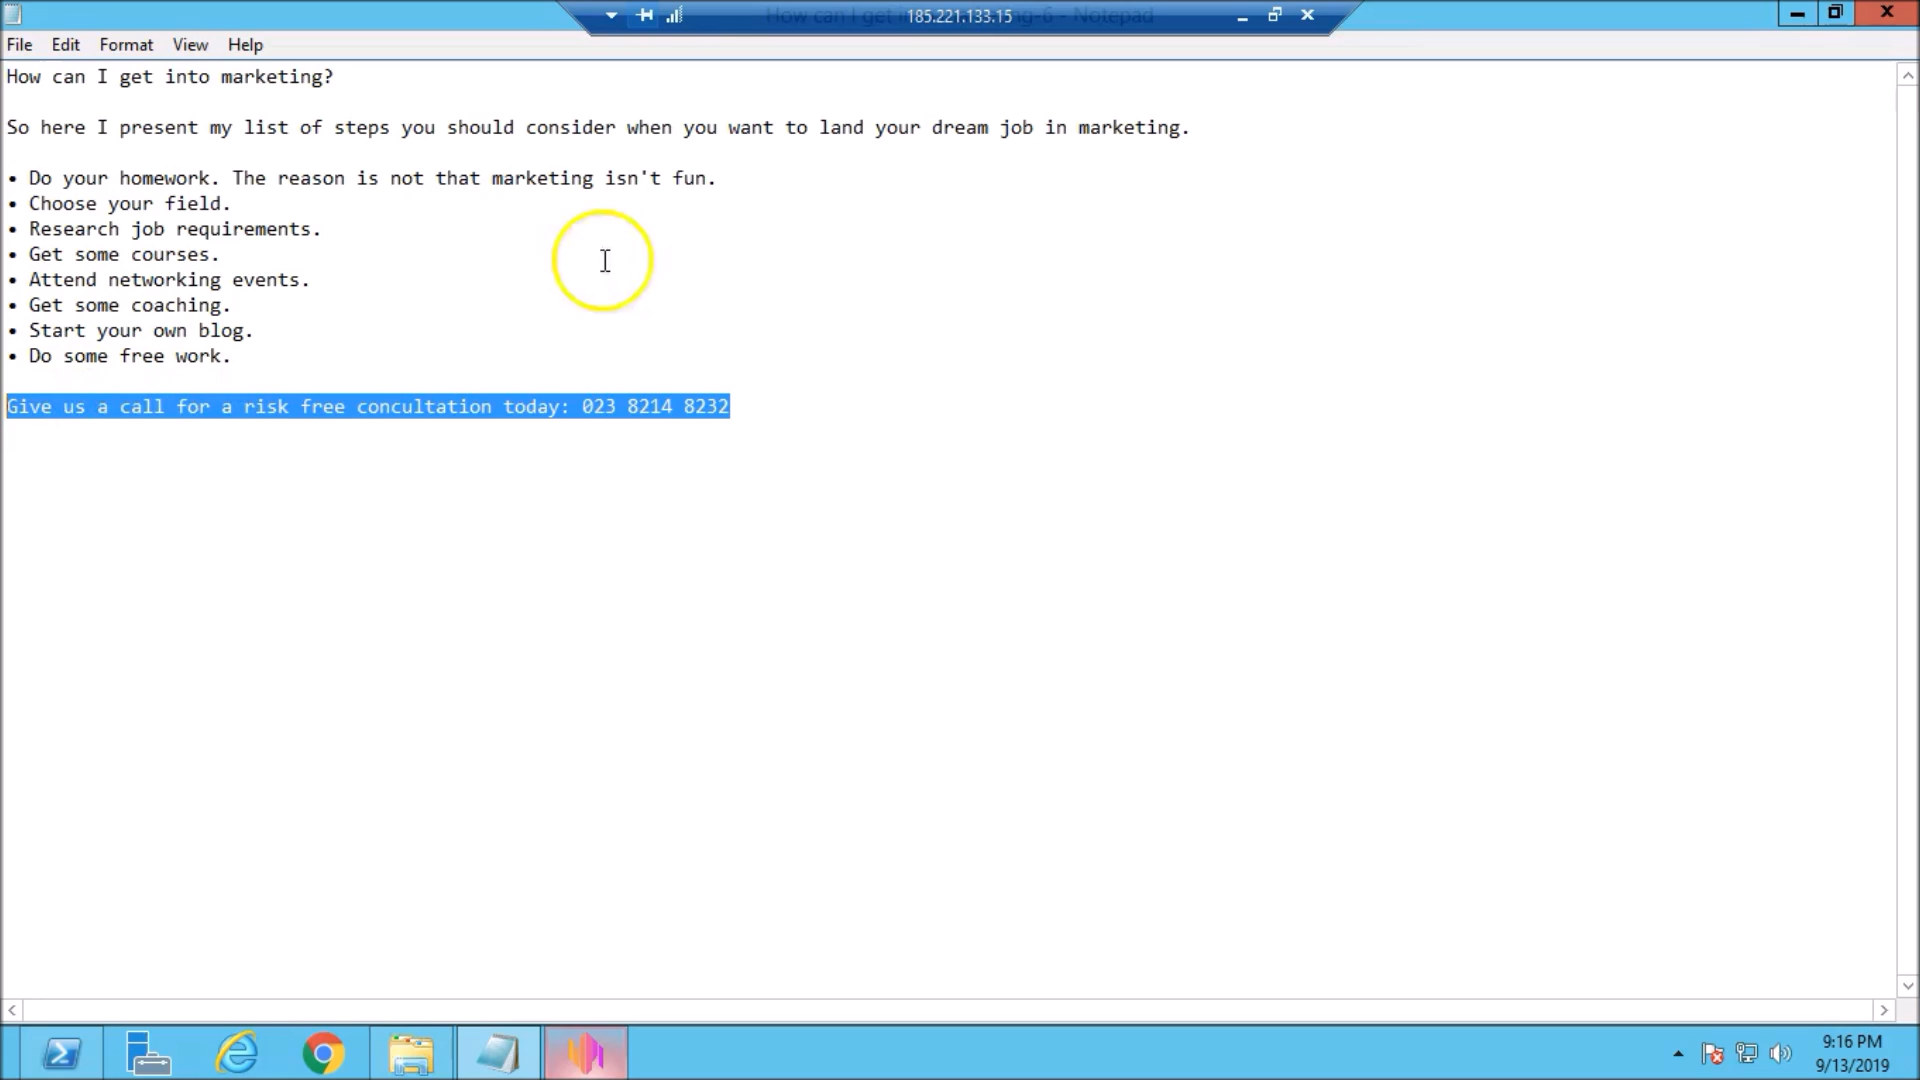 185.221.133.15
File Edit Format View Help
How can I get into marketing?
So here I present my list of steps you should consider when you want to land your dream job in marketing.
• Do your homework. The reason is not that marketing isn't fun.
• Choose your field.
• Research job requirements.
• Get some courses.
• Attend networking events.
• Get some coaching.
• Start your own blog.
• Do some free work.
Give us a call for a risk free concultation today: 023 8214 8232
9:16 PM
9/13/2019